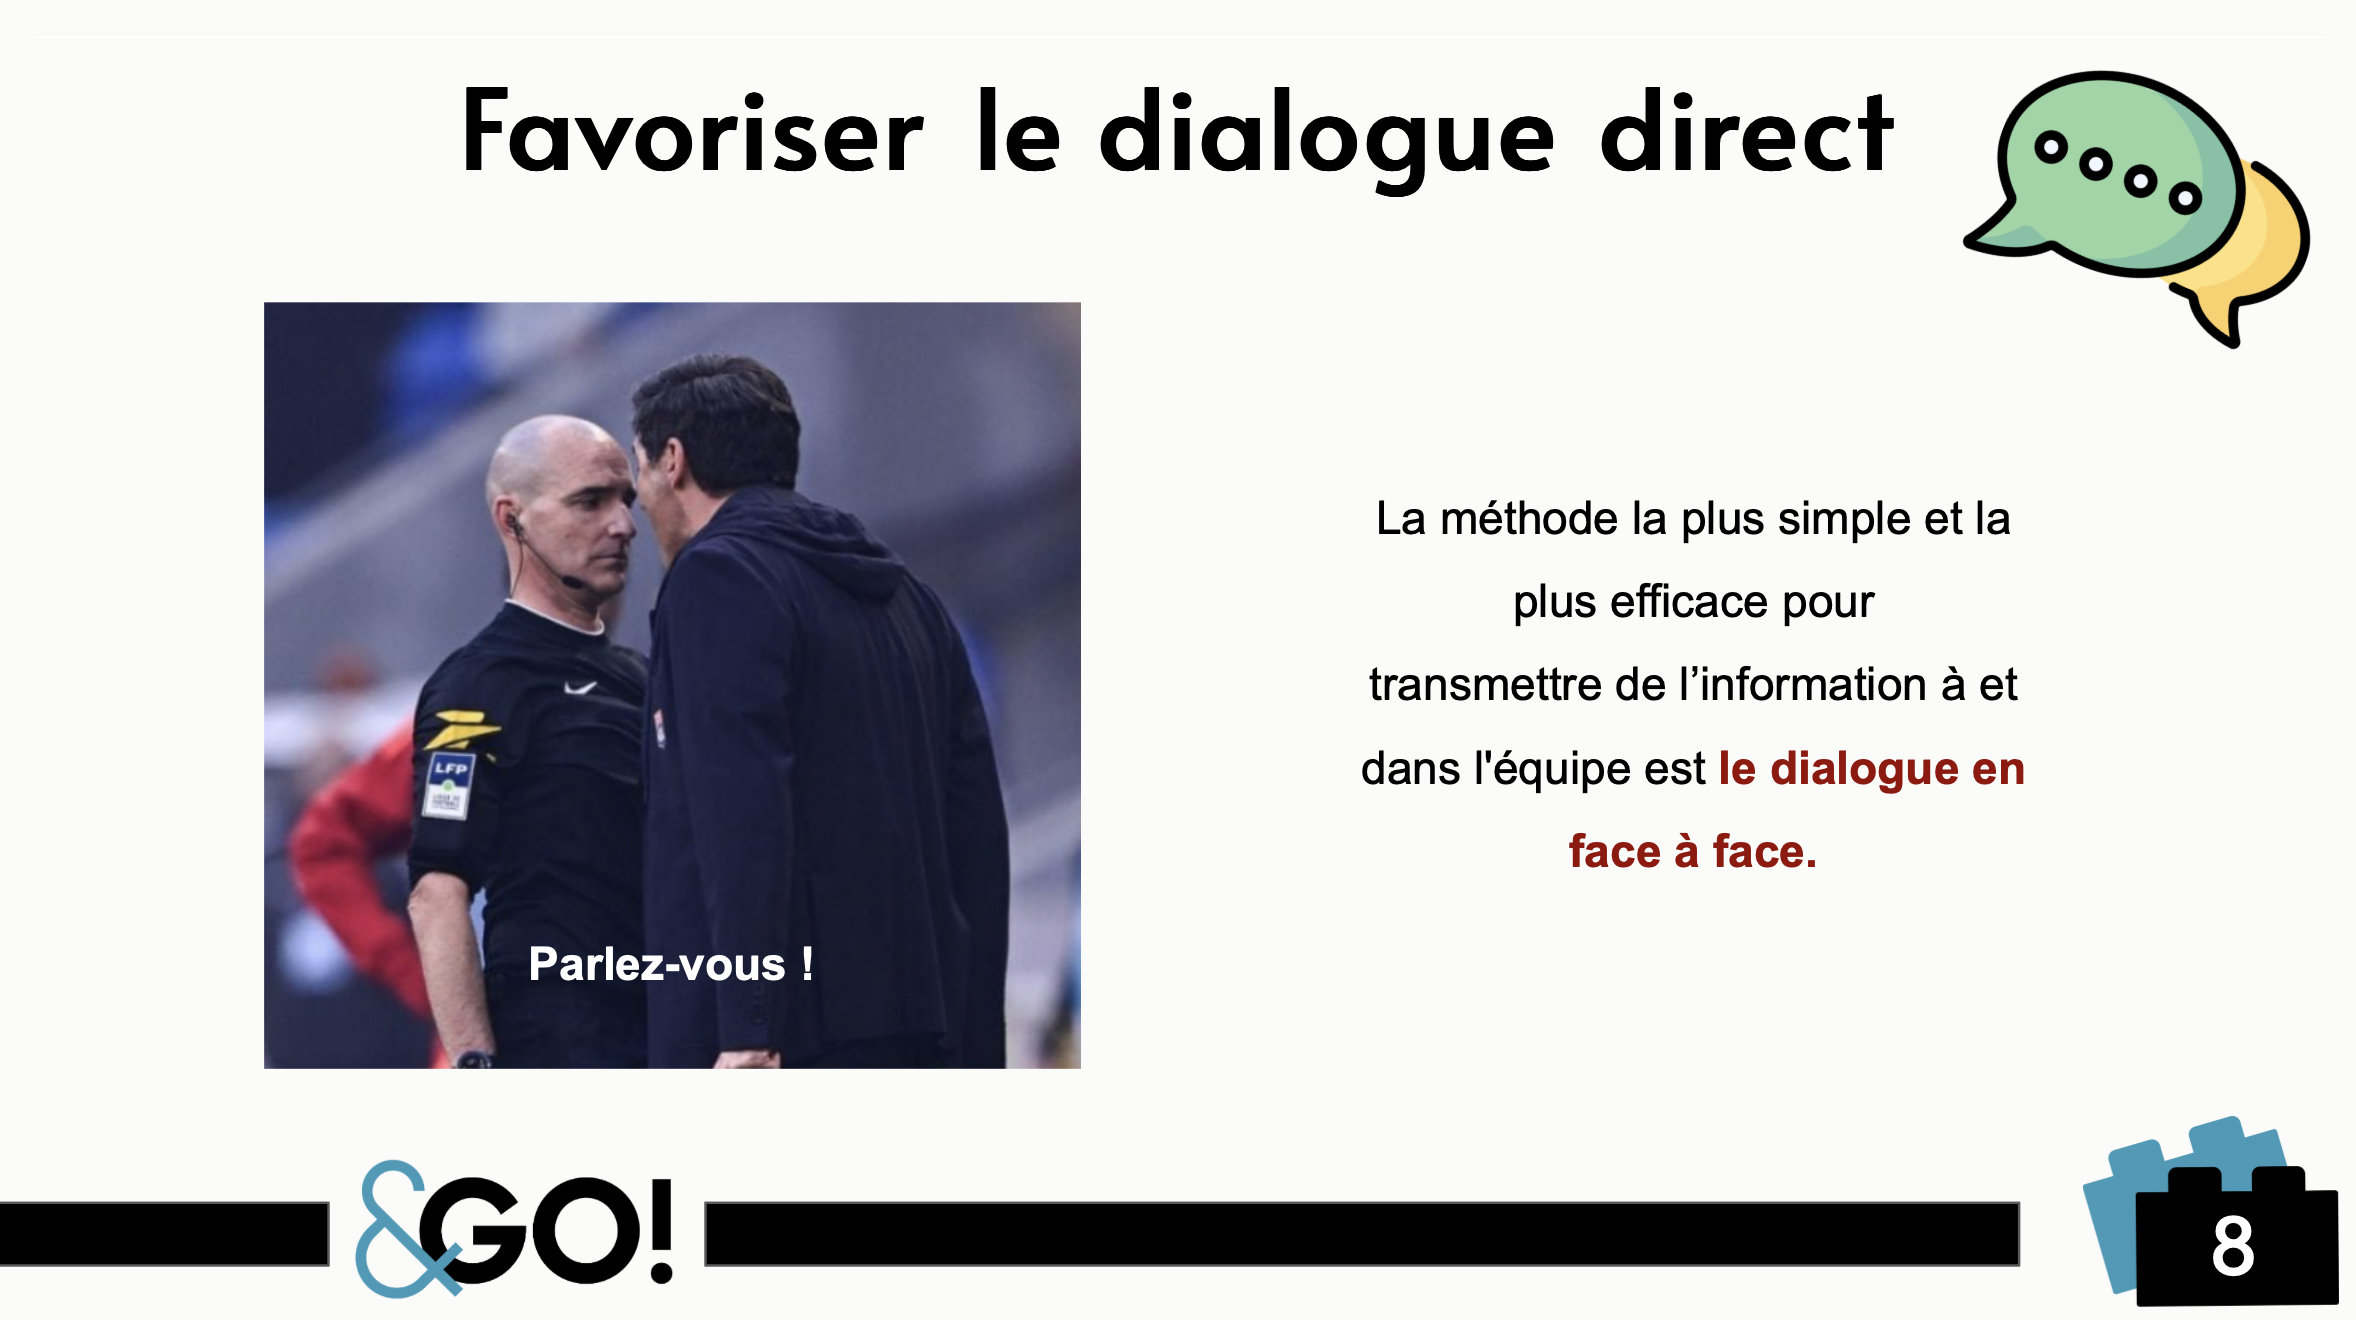 Favoriser le dialogue direct
La méthode la plus simple et la
plus efficace pour
transmettre de l’information à et
dans l'équipe est le dialogue en
face à face.
LFP
Parlez-vous !
&GO!
8